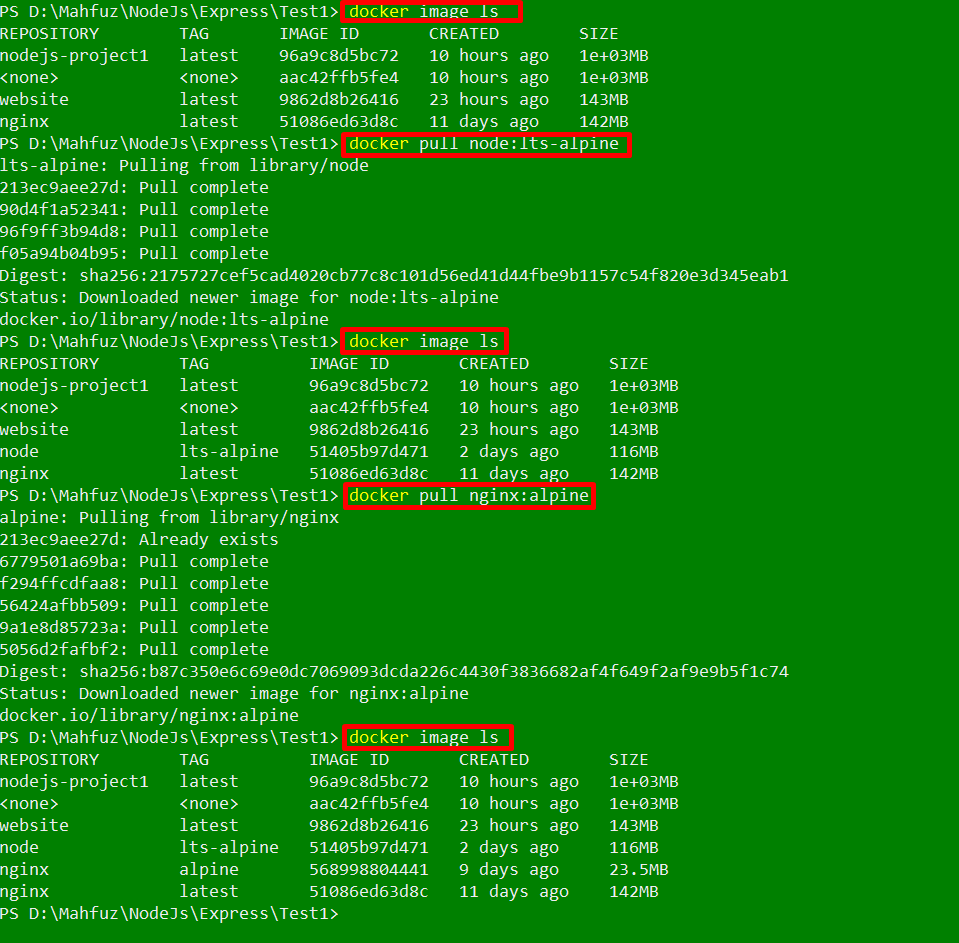 PS D:\Mahfuz\NodeJs\Express\Test1> docker image ls
REPOSITORY TAG IMAGE ID CREATED SIZE
nodejs-project1 latest 96a9c8d5bc72 10 hours ago 1e+03MB
<none> <none> aac42ffb5fe4 10 hours ago 1e+03MB
website latest 9862d8b26416 23 hours ago 143MB
nginx latest 51086ed63d8c 11 days ago 142MB
PS D:\Mahfuz\NodeJs\Express\Test1> docker pull node:lts-alpine
lts-alpine: Pulling from library/node
213ec9aee27d: Pull complete
90d4f1a52341: Pull complete
96f9ff3b94d8: Pull complete
f05a94b04b95: Pull complete
Digest: sha256:2175727cef5cad4020cb77c8c101d56ed41d44fbe9b1157c54f820e3d345eab1
Status: Downloaded newer image for node:lts-alpine
docker.io/library/node:lts-alpine
PS D:\Mahfuz\NodeJs\Express\Test1> docker image ls
REPOSITORY TAG IMAGE ID CREATED SIZE
nodejs-project1 latest 96a9c8d5bc72 10 hours ago 1e+03MB
<none> <none> aac42ffb5fe4 10 hours ago 1e+03MB
website latest 9862d8b26416 23 hours ago 143MB
node lts-alpine 51405b97d471 2 days ago 116MB
nginx latest 51086ed63d8c 11 days ago 142MB
PS D:\Mahfuz\NodeJs\Express\Test1> docker pull nginx:alpine
alpine: Pulling from library/nginx
213ec9aee27d: Already exists
6779501a69ba: Pull complete
f294ffcdfaa8: Pull complete
56424afbb509: Pull complete
9a1e8d85723a: Pull complete
5056d2fafbf2: Pull complete
Digest: sha256:b87c350e6c69e0dc7069093dcda226c4430f3836682af4f649f2af9e9b5f1c74
Status: Downloaded newer image for nginx:alpine
docker.io/library/nginx:alpine
PS D:\Mahfuz\NodeJs\Express\Test1> docker image ls
REPOSITORY TAG IMAGE ID CREATED SIZE
nodejs-project1 latest 96a9c8d5bc72 10 hours ago 1e+03MB
<none> <none> aac42ffb5fe4 10 hours ago 1e+03MB
website latest 9862d8b26416 23 hours ago 143MB
node lts-alpine 51405b97d471 2 days ago 116MB
nginx alpine 568998804441 9 days ago 23.5MB
nginx latest 51086ed63d8c 11 days ago 142MB
PS D:\Mahfuz\NodeJs\Express\Test1>